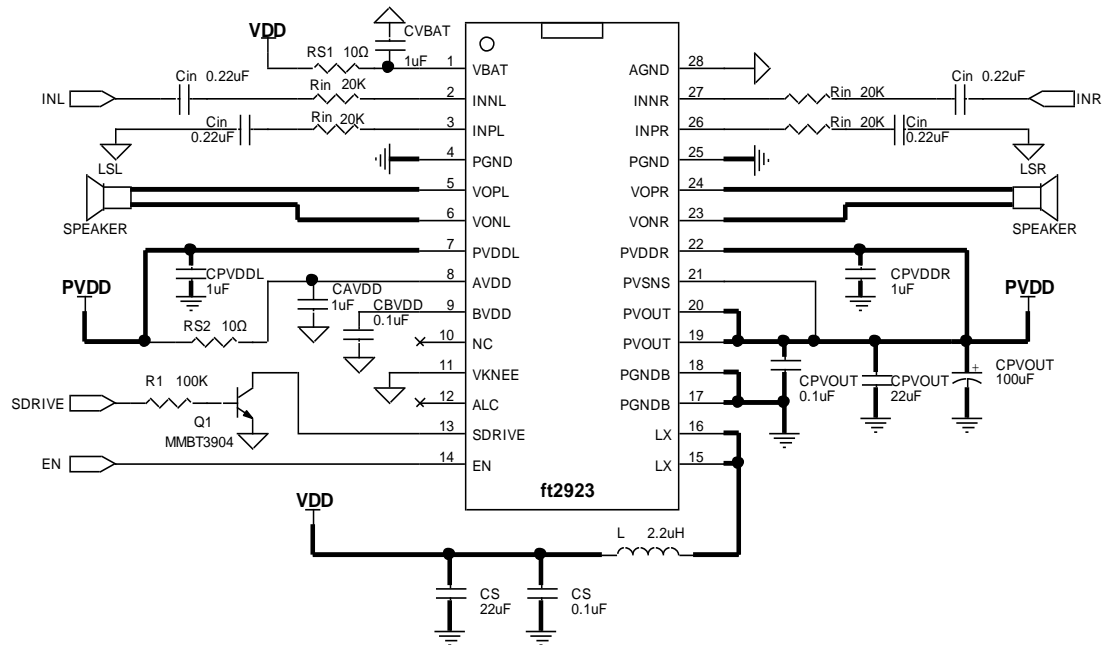 VDD
CVBAT
RS1 10Ω
1uF
1 VBAT
AGND 28
Cin 0.22uF
INL
Rin 20K
2 INNL
INNR 27
Rin 20K
Cin 0.22uF
INR
Cin
0.22uF
Rin 20K
3 INPL
INPR 26
Rin 20K
Cin
0.22uF
LSL
LSR
4 PGND
PGND 25
5 VOPL
VOPR 24
6 VONL
VONR 23
SPEAKER
SPEAKER
7 PVDDL
PVDDR 22
CPVDDL
1uF
CPVDDR
1uF
PVDD
PVDD
8 AVDD
PVSNS 21
CAVDD
1uF
CBVDD
0.1uF
9 BVDD
PVOUT 20
RS2 10Ω
10 NC
PVOUT 19
11 VKNEE
PGNDB 18
CPVOUT
0.1uF
CPVOUT
22uF
+
CPVOUT
100uF
SDRIVE
R1 100K
12 ALC
PGNDB 17
Q1
MMBT3904
13 SDRIVE
LX 16
EN
14 EN
LX 15
ft2923
VDD
L 2.2uH
CS
22uF
CS
0.1uF